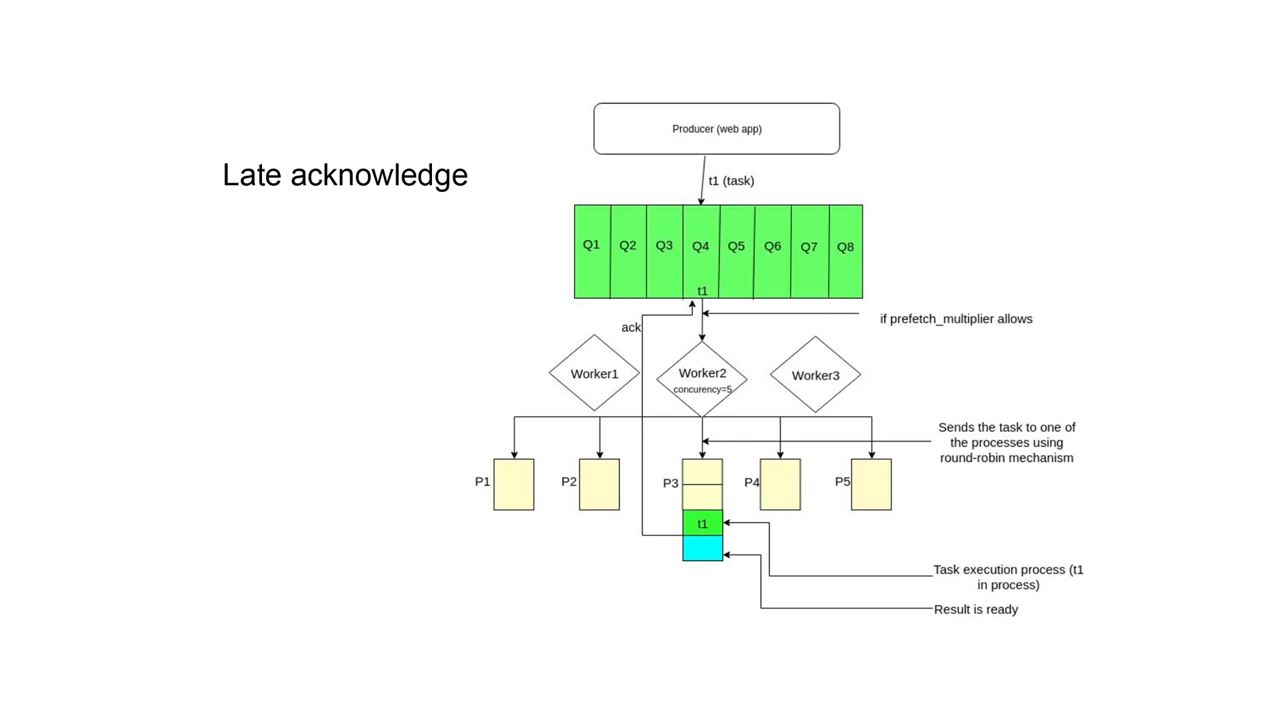 Producer (web app)
Late acknowledge
t1 (task)
Q1 Q2 Q3 Q4 Q5 Q6 Q7 Q8
t1
if prefetch_multiplier allows
ack
Worker1
Worker2
concurency=5
Worker3
Sends the task to one of
the processes using
round-robin mechanism
P1 P2 P3 P4 P5
t1
Task execution process (t1
in process)
Result is ready